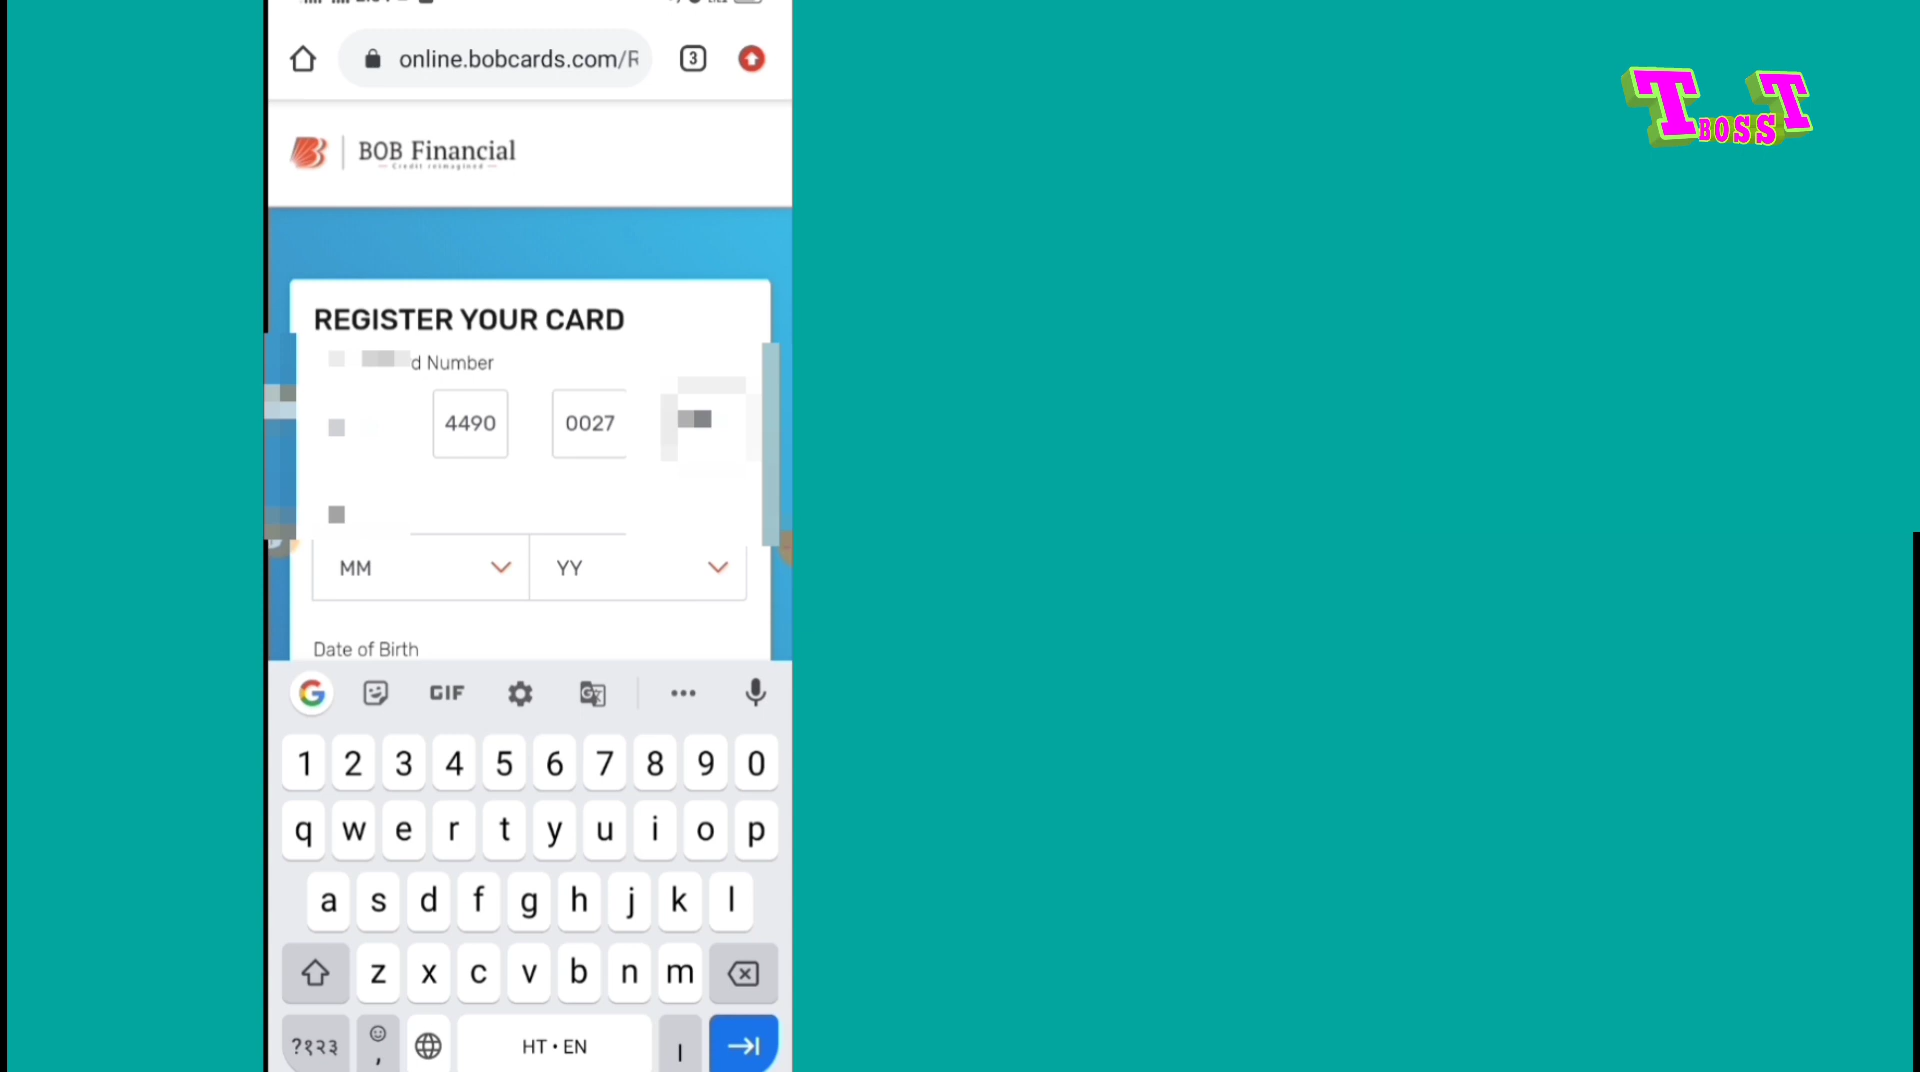 online.bobcards.com/R
3
BOB Financial
Credit reimagined
REGISTER YOUR CARD
d Number
4490 0027
MM YY
Date of Birth
GIF
1 2 3 4 5 6 7 8 9 0
q w e r t y u i o p
a s d f g h j k l
z x c v b n m
?१२३ , HT • EN ।
T BOSS T